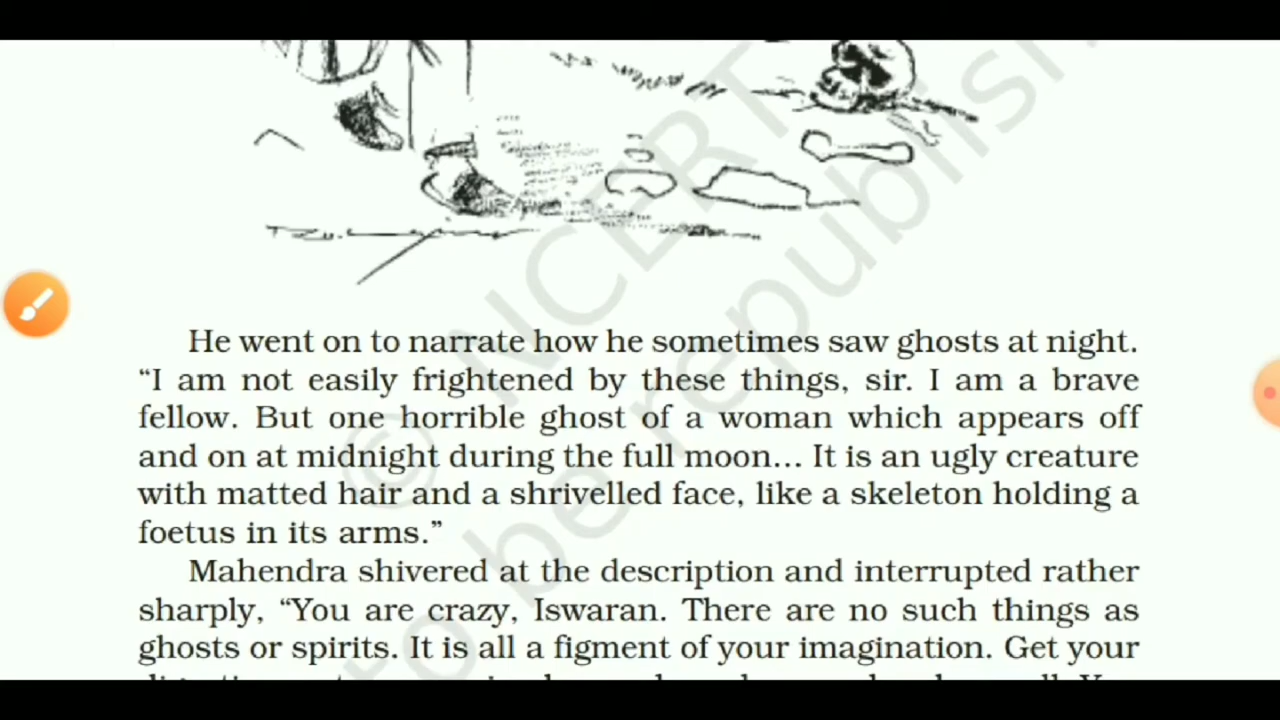 He went on to narrate how he sometimes saw ghosts at night.
“I am not easily frightened by these things, sir. I am a brave
fellow. But one horrible ghost of a woman which appears off
and on at midnight during the full moon… It is an ugly creature
with matted hair and a shrivelled face, like a skeleton holding a
foetus in its arms.”
Mahendra shivered at the description and interrupted rather
sharply, “You are crazy, Iswaran. There are no such things as
ghosts or spirits. It is all a figment of your imagination. Get your
© NCERT
to be republish